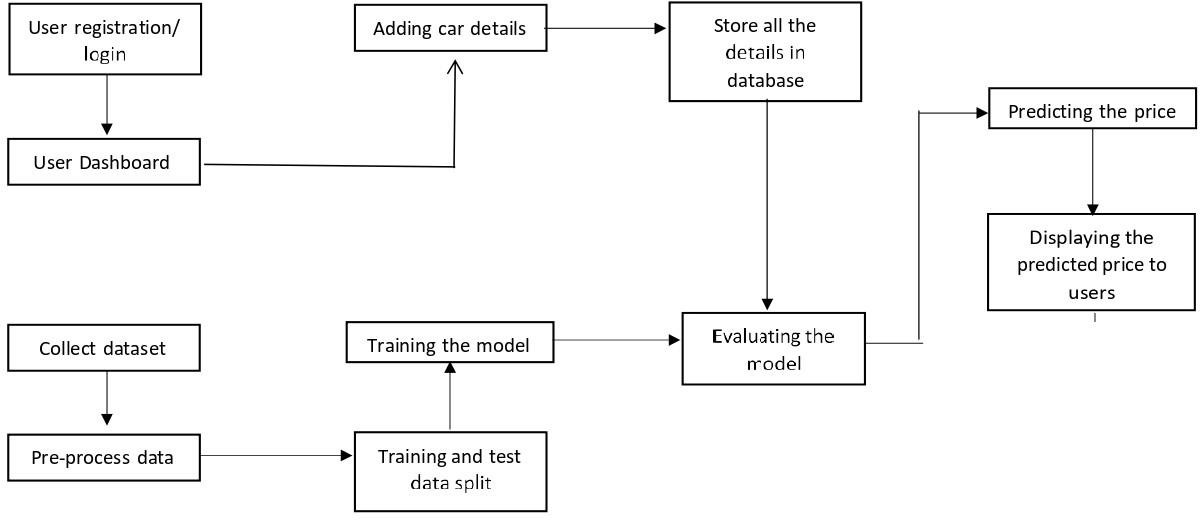 User registration/
login
User Dashboard
Adding car details
Store all the
details in
database
Predicting the price
Displaying the
predicted price to
users
Collect dataset
Pre-process data
Training the model
Training and test
data split
Evaluating the
model